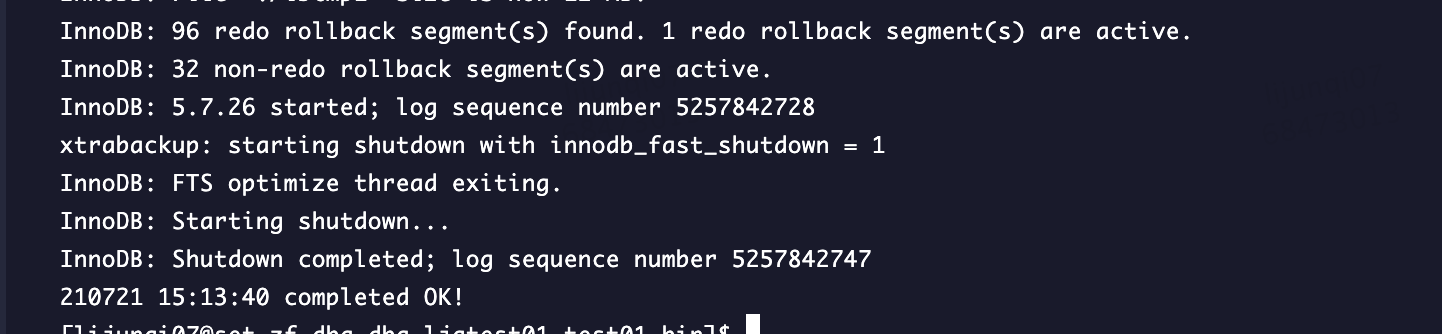 InnoDB: 96 redo rollback segment(s) found. 1 redo rollback segment(s) are active.
InnoDB: 32 non-redo rollback segment(s) are active.
InnoDB: 5.7.26 started; log sequence number 5257842728
xtrabackup: starting shutdown with innodb_fast_shutdown = 1
InnoDB: FTS optimize thread exiting.
InnoDB: Starting shutdown...
InnoDB: Shutdown completed; log sequence number 5257842747
210721 15:13:40 completed OK!